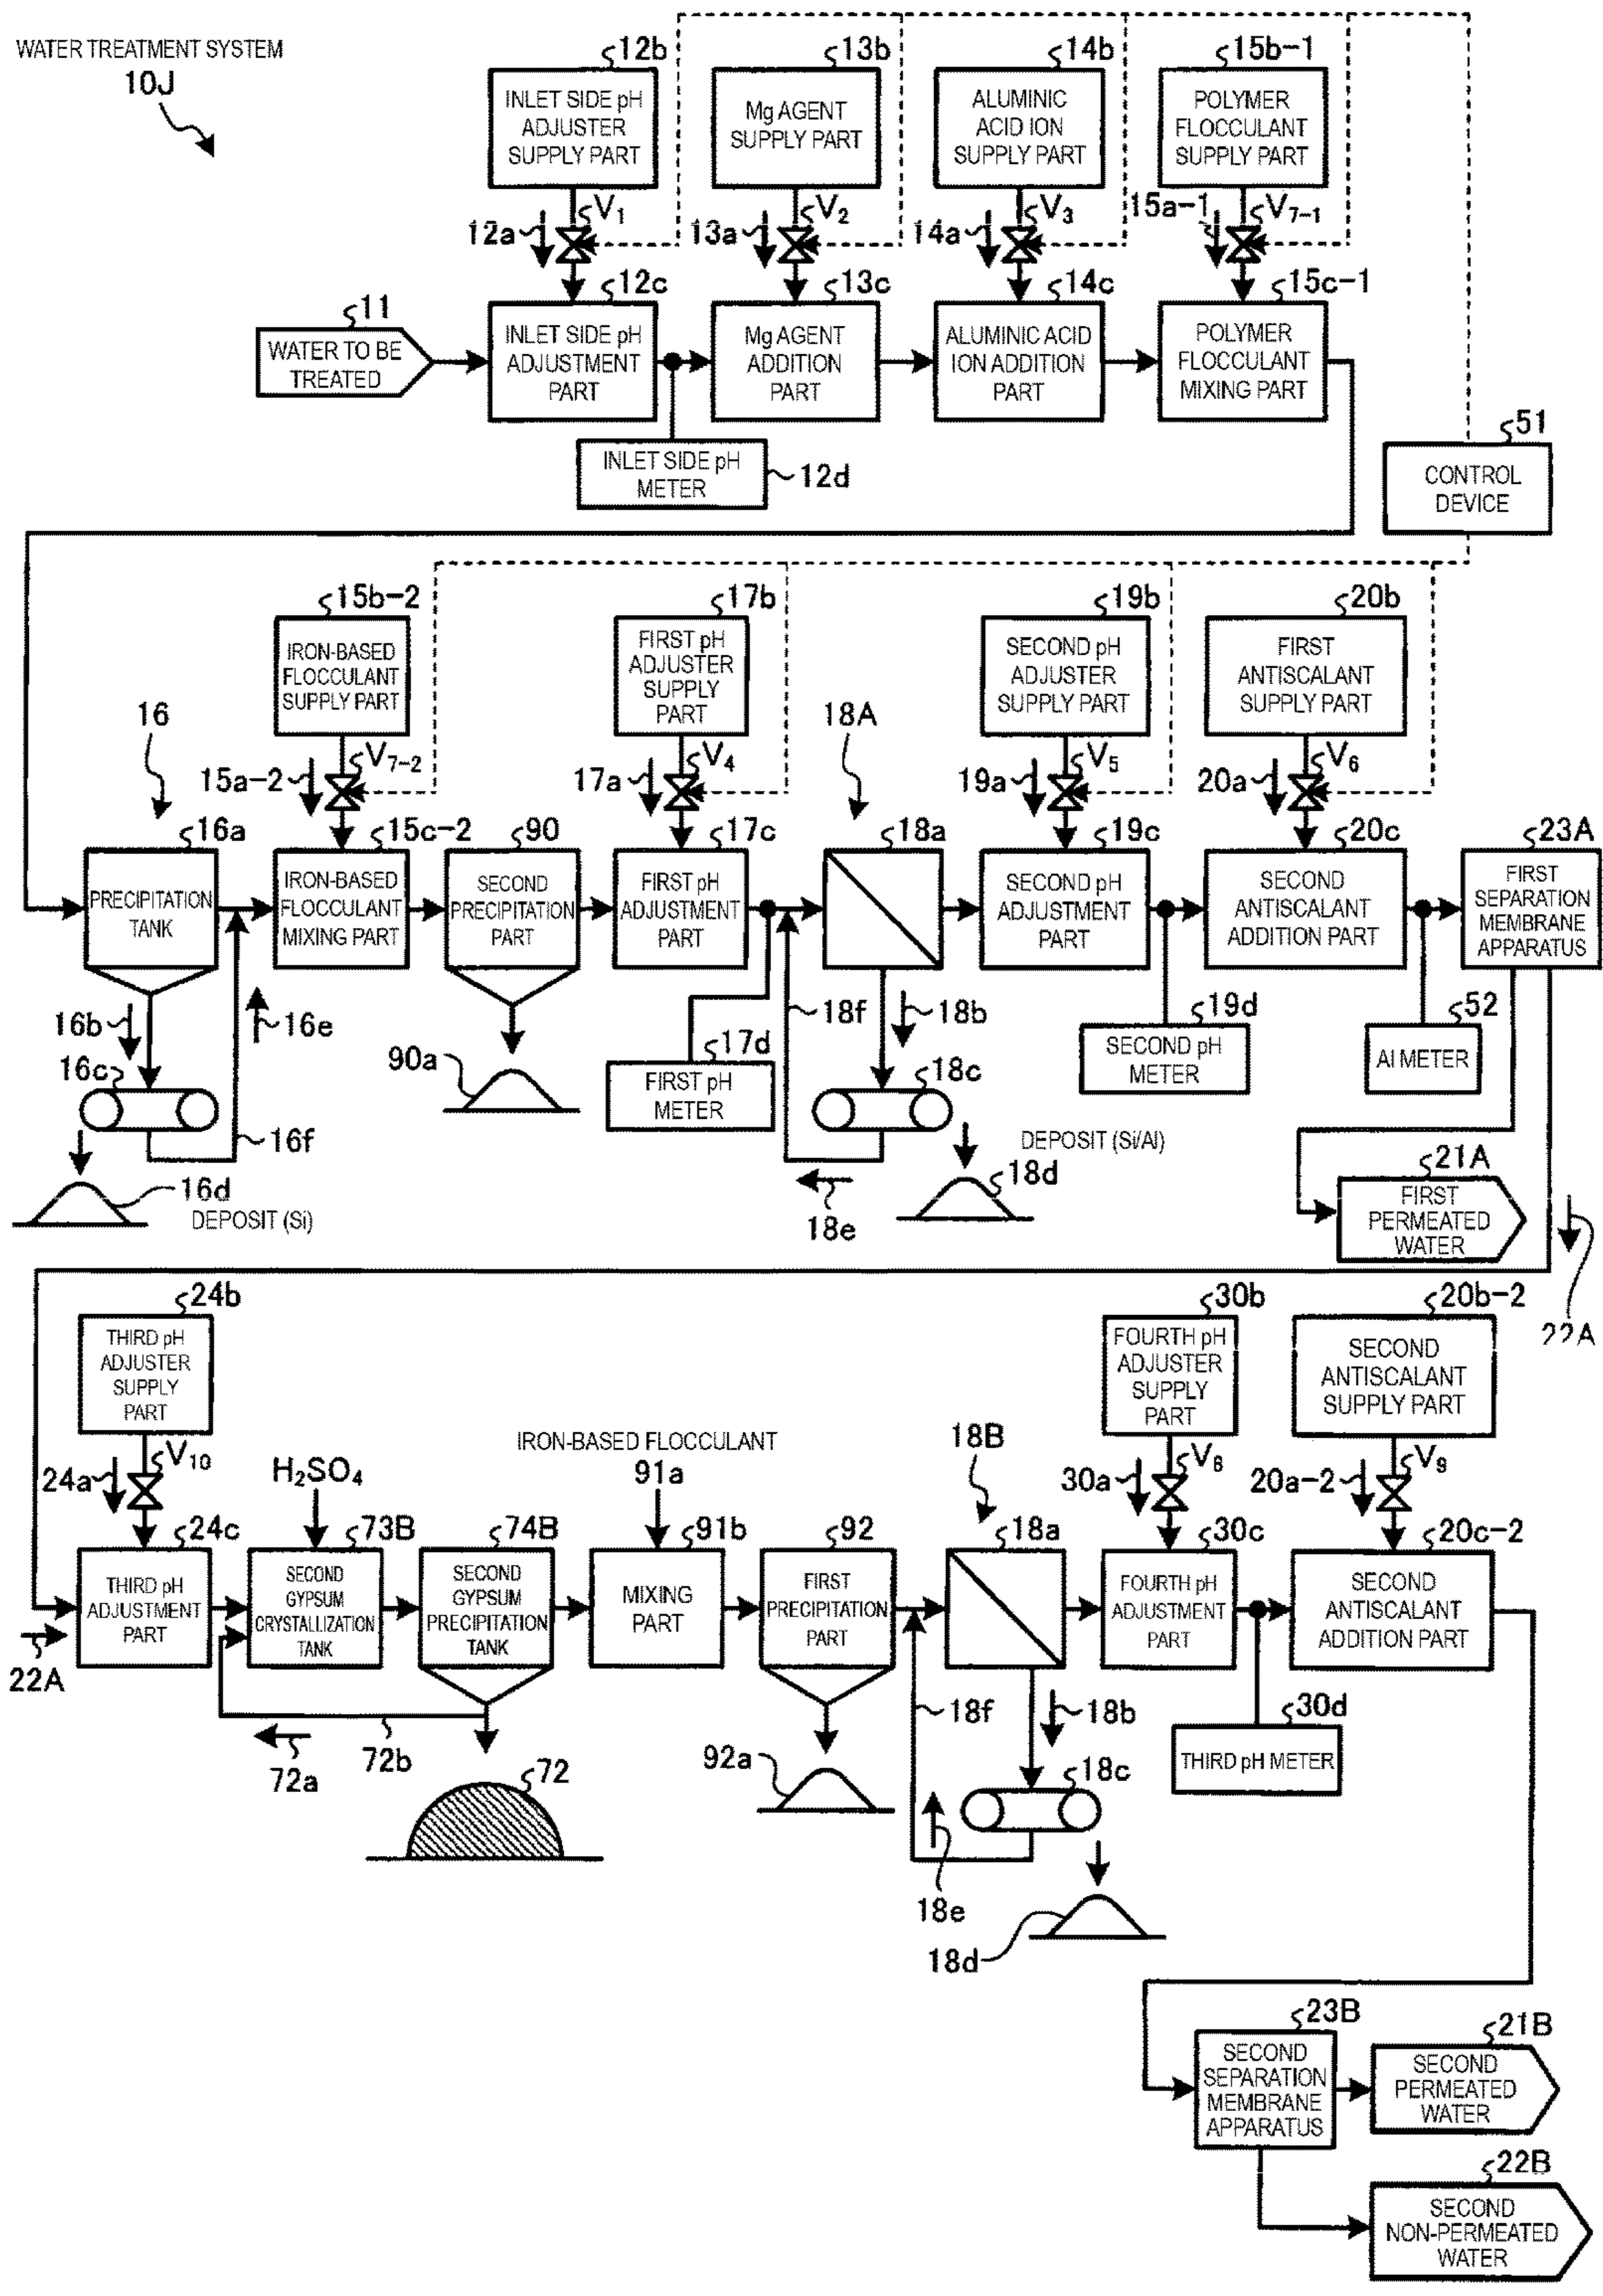 WATER TREATMENT SYSTEM
10J
12b
13b
14b
15b-1
INLET SIDE pH
ADJUSTER
SUPPLY PART
Mg AGENT
SUPPLY PART
ALUMINIC
ACID ION
SUPPLY PART
POLYMER
FLOCCULANT
SUPPLY PART
12a
V1
13a
V2
14a
V3
15a-1
V7-1
11
12c
13c
14c
15c-1
WATER TO BE
TREATED
INLET SIDE pH
ADJUSTMENT
PART
Mg AGENT
ADDITION
PART
ALUMINIC ACID
ION ADDITION
PART
POLYMER
FLOCCULANT
MIXING PART
INLET SIDE pH
METER
12d
51
CONTROL
DEVICE
15b-2
17b
19b
20b
IRON-BASED
FLOCCULANT
SUPPLY PART
FIRST pH
ADJUSTER
SUPPLY
PART
SECOND pH
ADJUSTER
SUPPLY PART
FIRST
ANTISCALANT
SUPPLY PART
16
18A
15a-2
V7-2
17a
V4
19a
V5
20a
V6
16a
15c-2
90
17c
18a
19c
20c
23A
PRECIPITATION
TANK
IRON-BASED
FLOCCULANT
MIXING PART
SECOND
PRECIPITATION
PART
FIRST pH
ADJUSTMENT
PART
SECOND pH
ADJUSTMENT
PART
SECOND
ANTISCALANT
ADDITION PART
FIRST
SEPARATION
MEMBRANE
APPARATUS
16b
16e
16c
16f
16d
DEPOSIT (Si)
90a
17d
FIRST pH
METER
18f
18b
18c
DEPOSIT (Si/Al)
18d
18e
19d
SECOND pH
METER
52
Al METER
21A
FIRST
PERMEATED
WATER
22A
24b
30b
20b-2
THIRD pH
ADJUSTER
SUPPLY
PART
FOURTH pH
ADJUSTER
SUPPLY
PART
SECOND
ANTISCALANT
SUPPLY PART
24a
V10
H2SO4
IRON-BASED FLOCCULANT
91a
18B
30a
V8
20a-2
V9
24c
73B
74B
91b
92
18a
30c
20c-2
THIRD pH
ADJUSTMENT
PART
SECOND
GYPSUM
CRYSTALLIZATION
TANK
SECOND
GYPSUM
PRECIPITATION
TANK
MIXING
PART
FIRST
PRECIPITATION
PART
FOURTH pH
ADJUSTMENT
PART
SECOND
ANTISCALANT
ADDITION PART
22A
72a
72b
72
92a
18f
18b
18c
18e
18d
30d
THIRD pH METER
23B
SECOND
SEPARATION
MEMBRANE
APPARATUS
21B
SECOND
PERMEATED
WATER
22B
SECOND
NON-PERMEATED
WATER